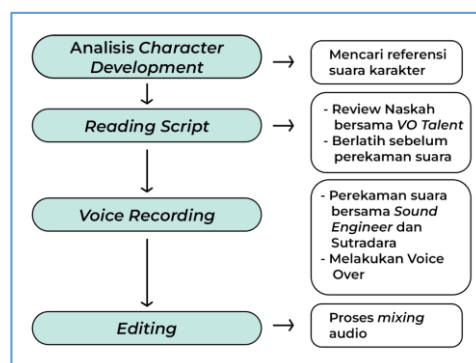 Analisis Character
Development
Mencari referensi
suara karakter
Reading Script
- Review Naskah
bersama VO Talent
- Berlatih sebelum
perekaman suara
Voice Recording
- Perekaman suara
bersama Sound
Engineer dan
Sutradara
- Melakukan Voice
Over
Editing
Proses mixing
audio